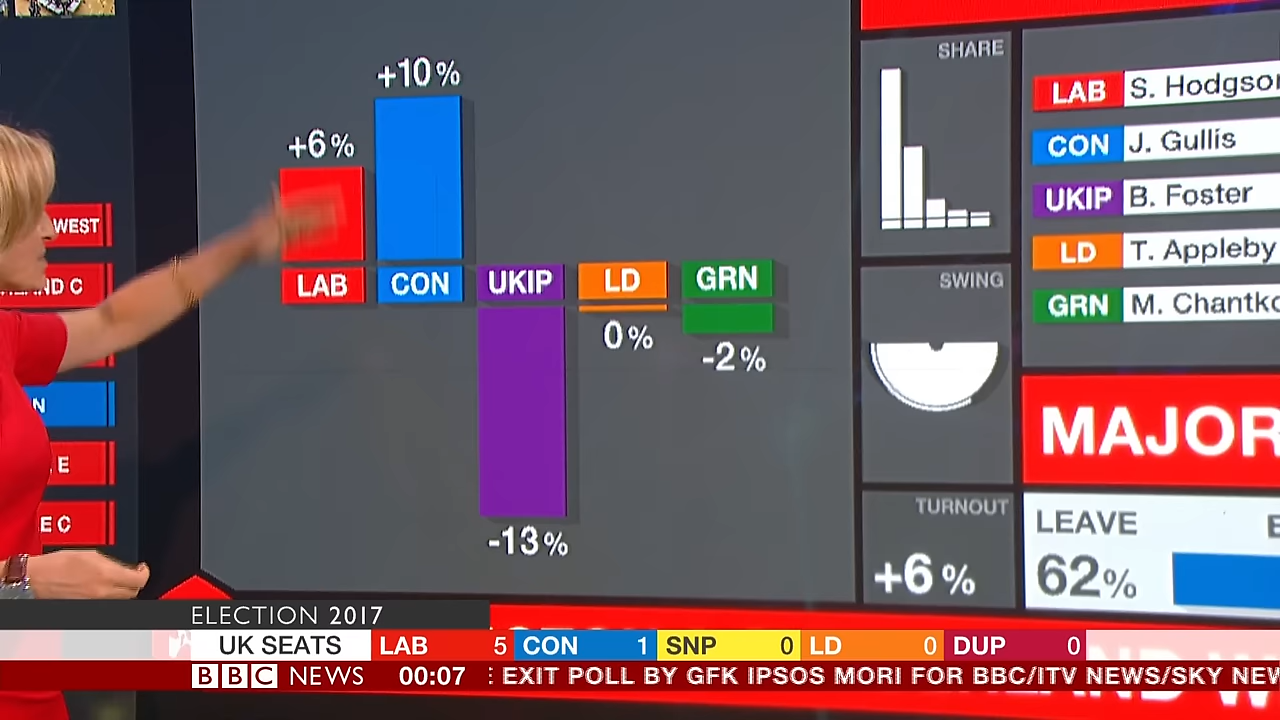 WEST
AND C
N
E
E C
+6%
+10%
LAB
CON
UKIP
LD
GRN
0%
-2%
-13%
SHARE
SWING
TURNOUT
+6%
LAB S. Hodgson
CON J. Gullis
UKIP B. Foster
LD T. Appleby
GRN M. Chantko
MAJOR
LEAVE
62%
ELECTION 2017
UK SEATS LAB 5 CON 1 SNP 0 LD 0 DUP 0
BBC NEWS 00:07 : EXIT POLL BY GFK IPSOS MORI FOR BBC/ITV NEWS/SKY NEW